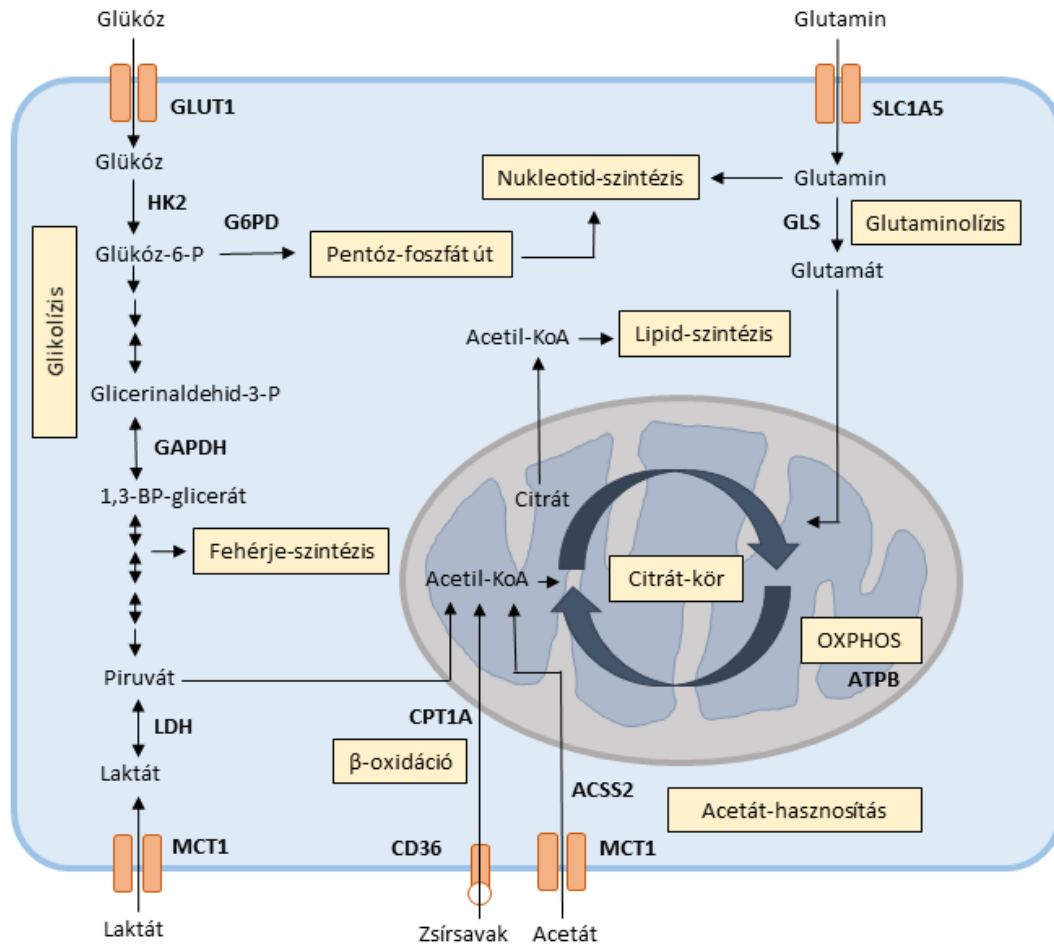 Glükóz
Glutamin
GLUT1
SLC1A5
Glükóz
Nukleotid-szintézis
Glutamin
HK2
G6PD
GLS
Glutaminolízis
Glikolízis
Glükóz-6-P
Pentóz-foszfát út
Glutamát
Acetil-KoA
Lipid-szintézis
Glicerinaldehid-3-P
GAPDH
1,3-BP-glicerát
Citrát
Fehérje-szintézis
Acetil-KoA
Citrát-kör
OXPHOS
ATPB
Piruvát
CPT1A
LDH
β-oxidáció
Laktát
ACSS2
Acetát-hasznosítás
MCT1
CD36
MCT1
Laktát
Zsírsavak
Acetát